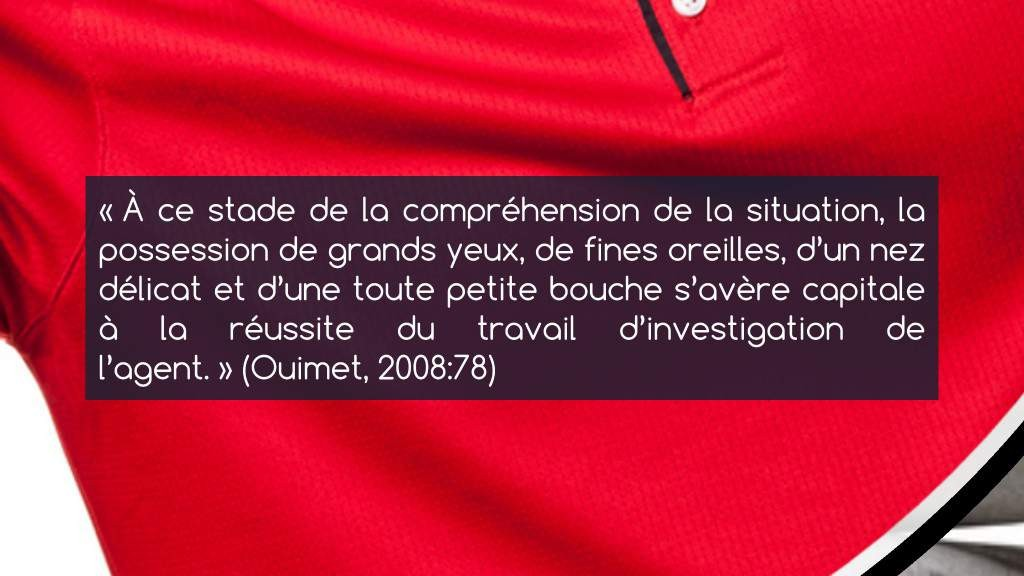 « À ce stade de la compréhension de la situation, la
possession de grands yeux, de fines oreilles, d’un nez
délicat et d’une toute petite bouche s’avère capitale
à la réussite du travail d’investigation de
l’agent. » (Ouimet, 2008:78)